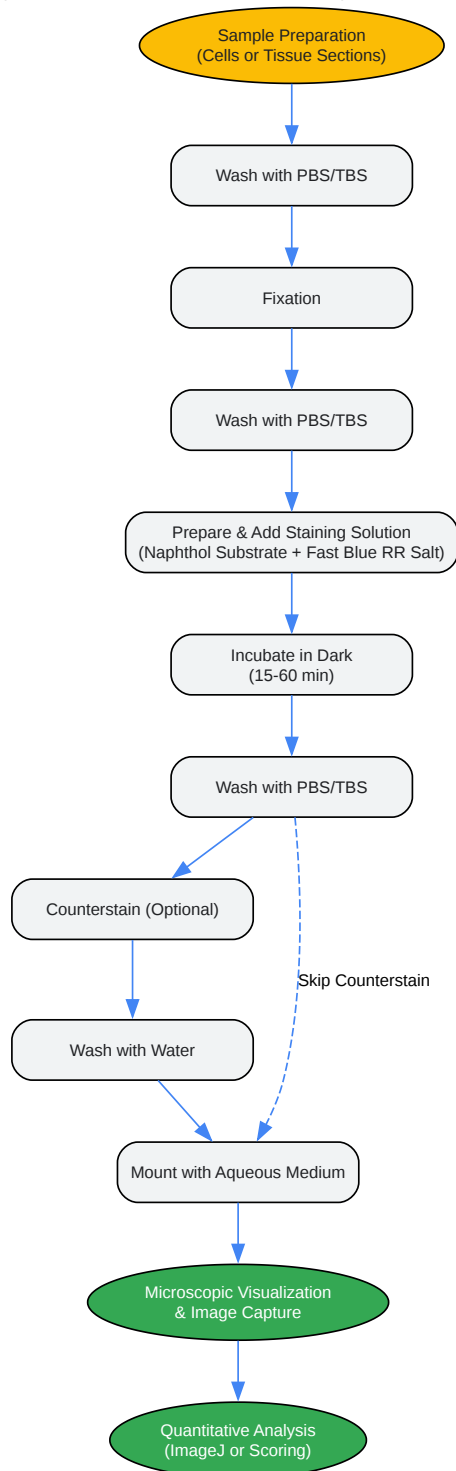 Sample Preparation
(Cells or Tissue Sections)
Wash with PBS/TBS
Fixation
Wash with PBS/TBS
Prepare & Add Staining Solution
(Naphthol Substrate + Fast Blue RR Salt)
Incubate in Dark
(15-60 min)
Wash with PBS/TBS
Counterstain (Optional)
Skip Counterstain
Wash with Water
Mount with Aqueous Medium
Microscopic Visualization
& Image Capture
Quantitative Analysis
(ImageJ or Scoring)